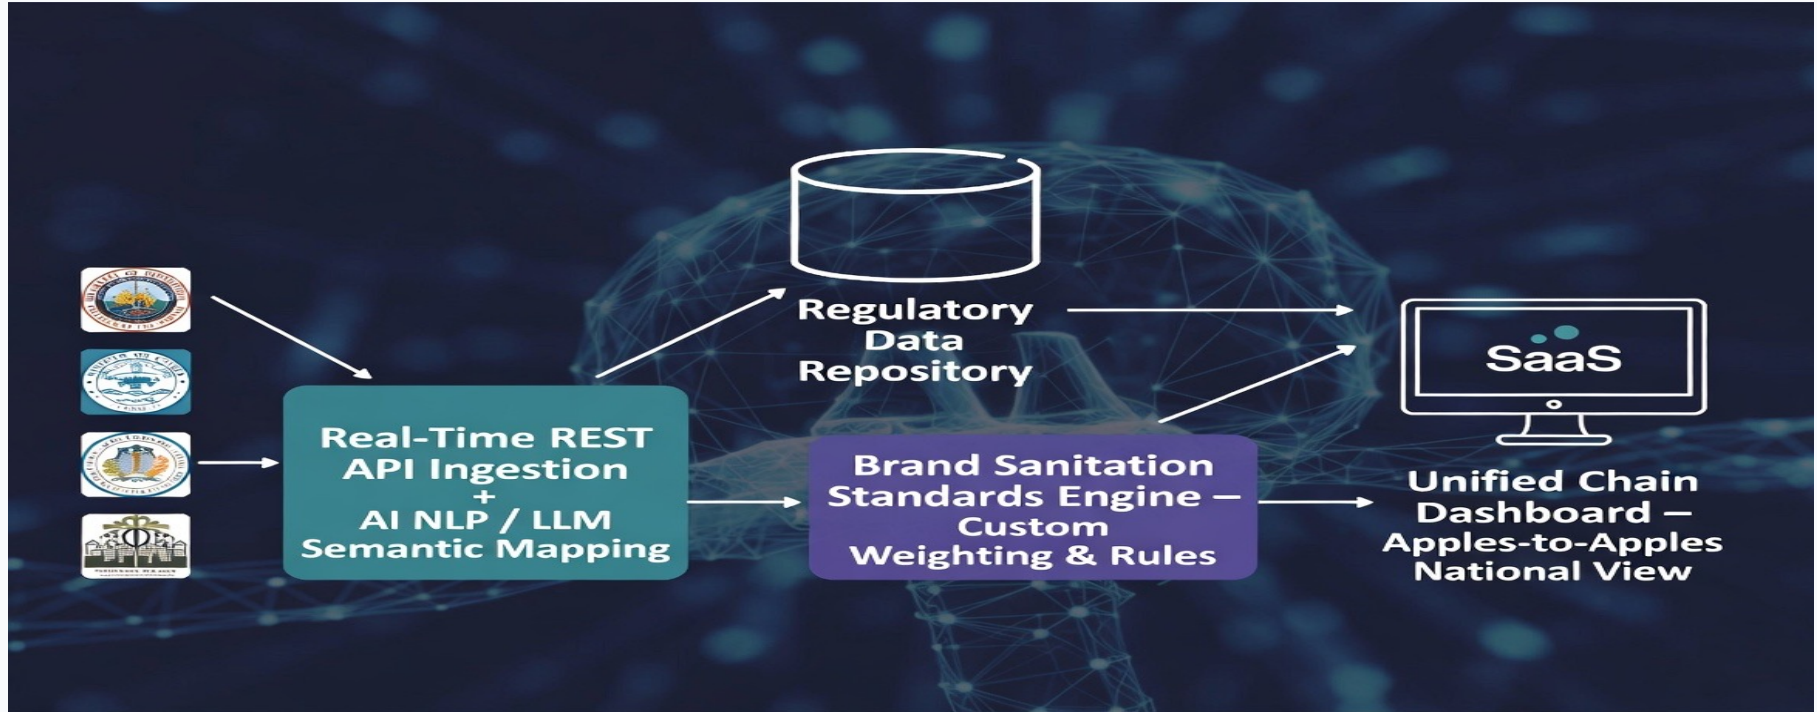 Regulatory
Data
Repository
Real-Time REST
API Ingestion
+
AI NLP / LLM
Semantic Mapping
Brand Sanitation
Standards Engine –
Custom
Weighting & Rules
SaaS
Unified Chain
Dashboard –
Apples-to-Apples
National View